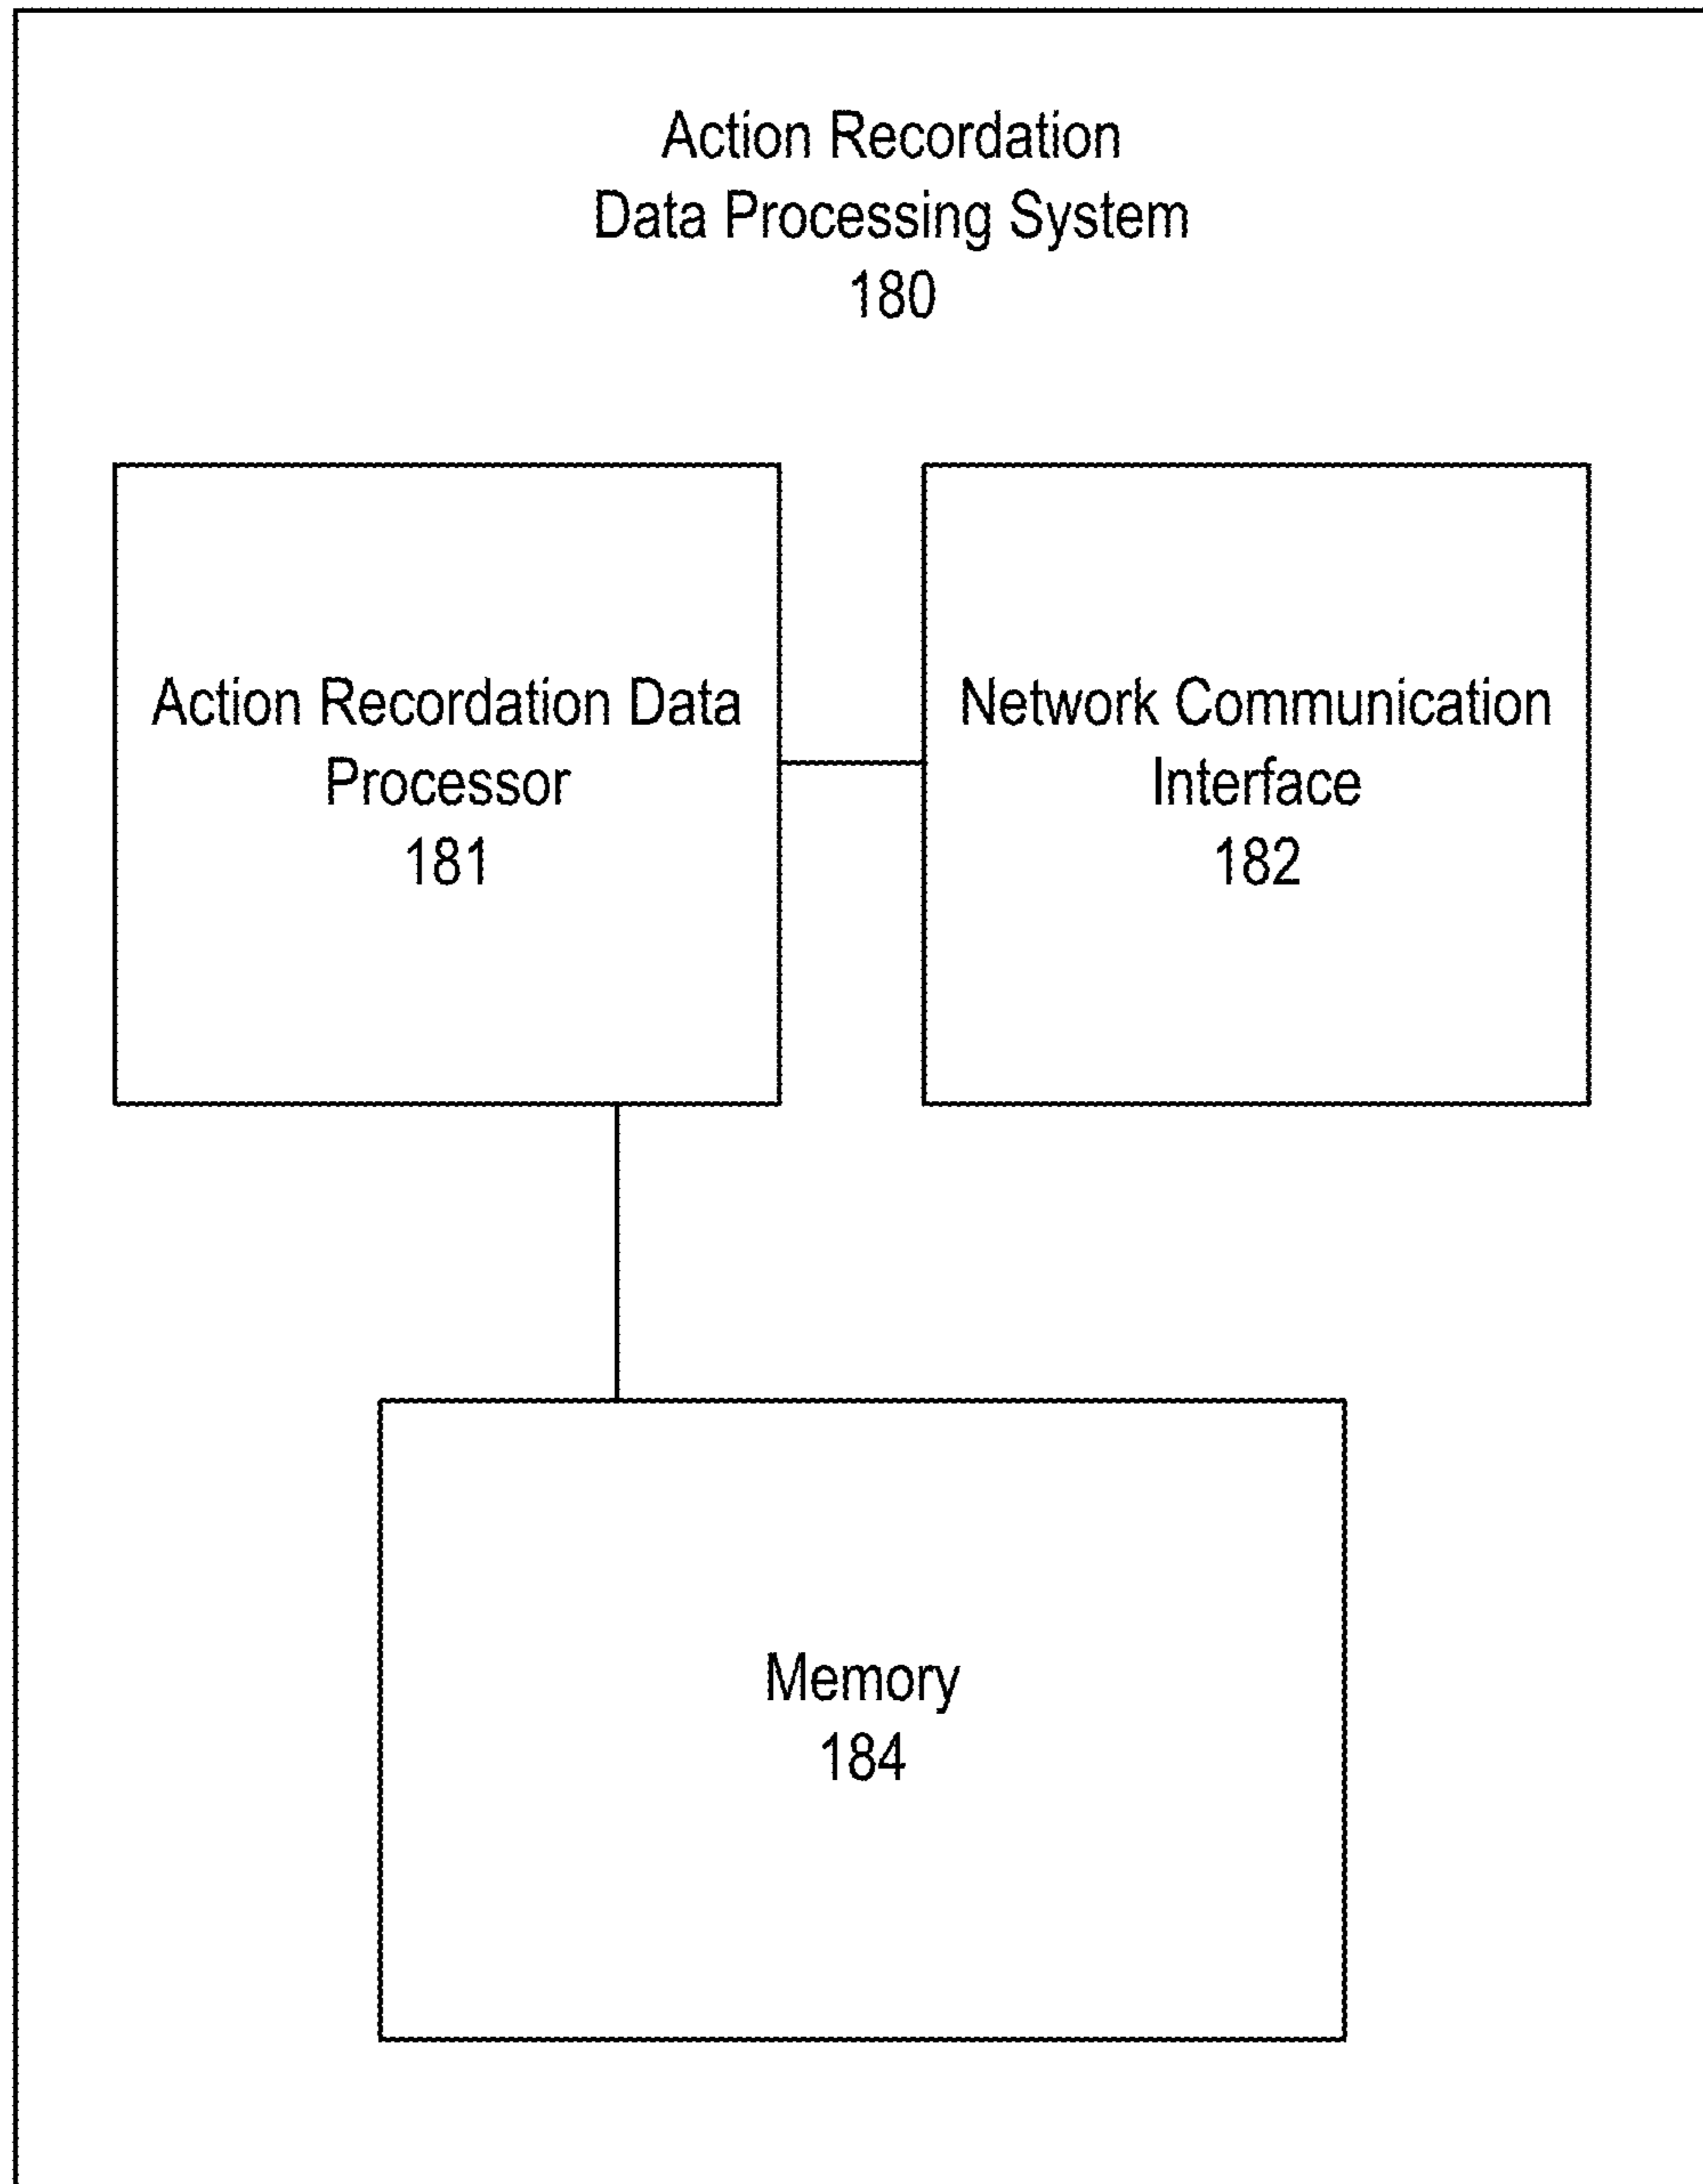 Action Recordation
Data Processing System
180
Action Recordation Data
Processor
181
Network Communication
Interface
182
Memory
184